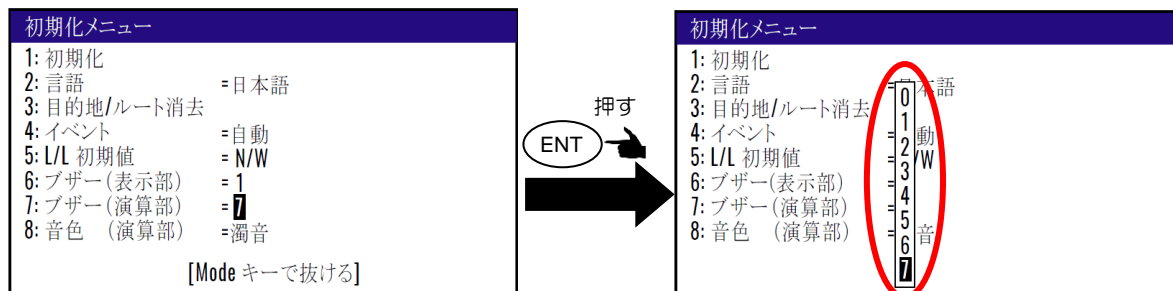 初期化メニュー
1: 初期化
2: 言語 =日本語
3: 目的地/ルート消去
4: イベント =自動
5: L/L 初期値 = N/W
6: ブザー(表示部) = 1
7: ブザー(演算部) = 7
8: 音色 (演算部) =濁音
[Mode キーで抜ける]
押す
ENT
初期化メニュー
1: 初期化
2: 言語 =日本語
3: 目的地/ルート消去
4: イベント = 動
5: L/L 初期値 = /W
6: ブザー(表示部) =
7: ブザー(演算部) =
8: 音色 (演算部) = 音
0
1
2
3
4
5
6
7